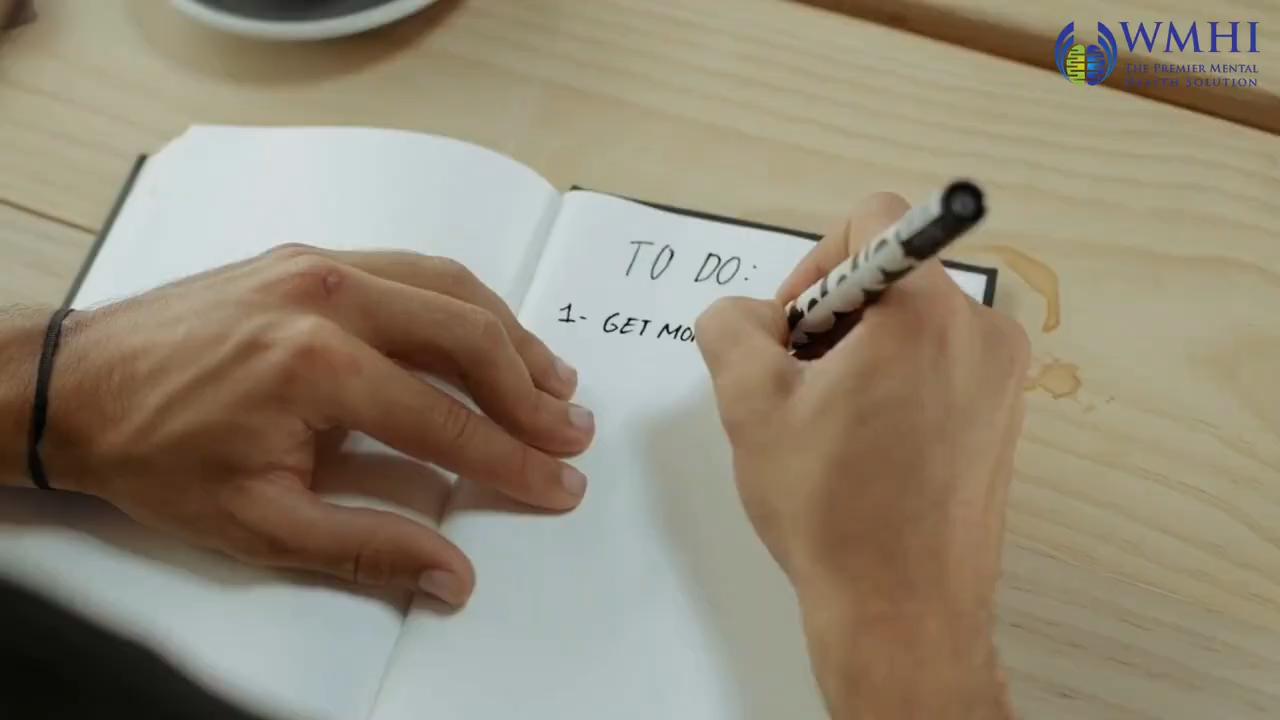 WMHI
THE PREMIER MENTAL
HEALTH SOLUTION
TO DO:
1- GET